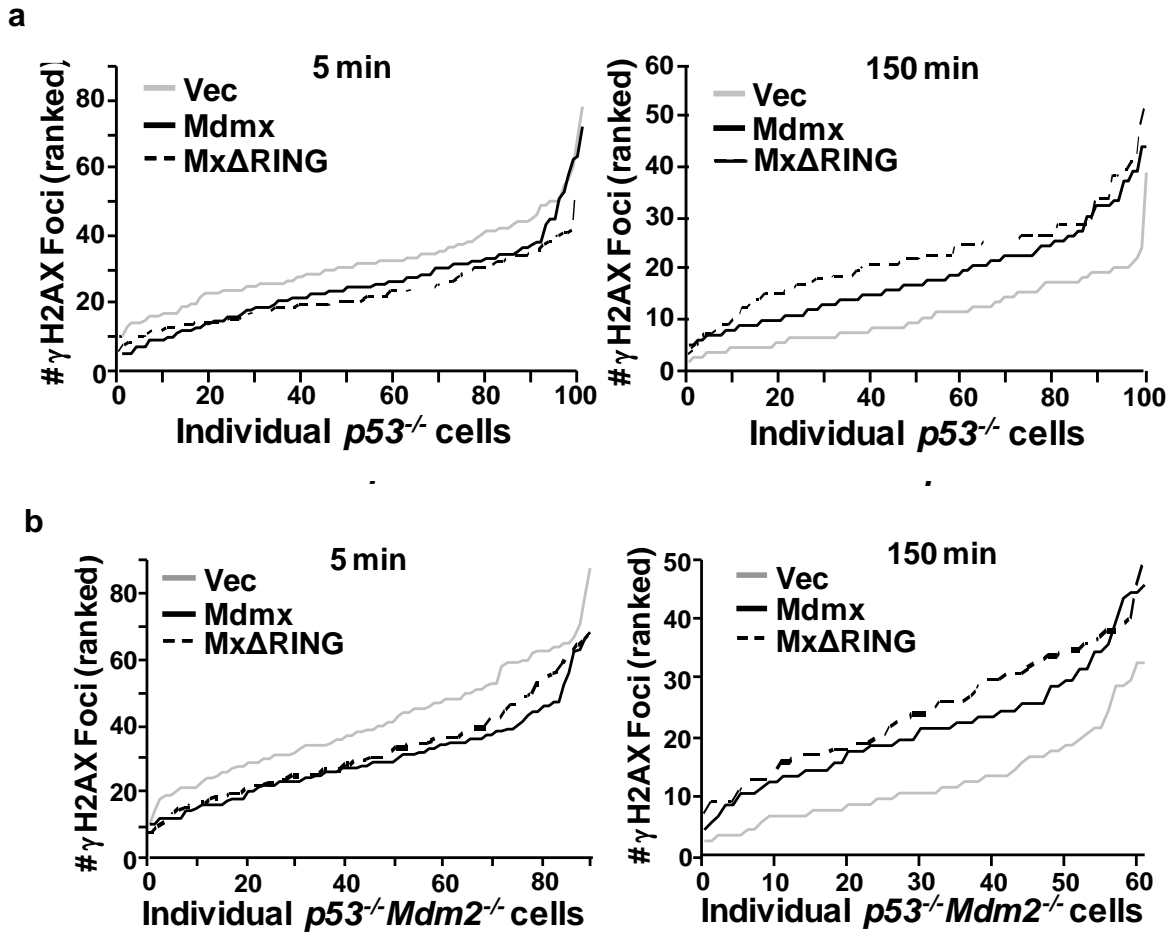 a
5 min
Vec
Mdmx
MxΔRING
#γH2AX Foci (ranked)
80
60
40
20
0
0 20 40 60 80 100
Individual p53-/- cells
150 min
Vec
Mdmx
MxΔRING
#γH2AX Foci (ranked)
60
50
40
30
20
10
0
0 20 40 60 80 100
Individual p53-/- cells
b
5 min
Vec
Mdmx
MxΔRING
#γH2AX Foci (ranked)
80
60
40
20
0
0 20 40 60 80
Individual p53-/-Mdm2-/- cells
150 min
Vec
Mdmx
MxΔRING
#γH2AX Foci (ranked)
50
40
30
20
10
0
0 10 20 30 40 50 60
Individual p53-/-Mdm2-/- cells